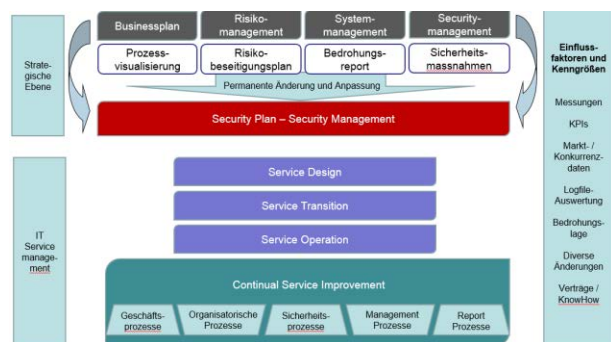 Businessplan
Risiko-
management
System-
management
Security-
management
Prozess-
visualisierung
Risiko-
beseitigungsplan
Bedrohungs-
report
Sicherheits-
massnahmen
Strate-
gische
Ebene
Permanente Änderung und Anpassung
Security Plan – Security Management
IT
Service
manage-
ment
Service Design
Service Transition
Service Operation
Continual Service Improvement
Geschäfts-
prozesse
Organisatorische
Prozesse
Sicherheits-
prozesse
Management
Prozesse
Report
Prozesse
Einfluss-
faktoren und
Kenngrößen
Messungen
KPIs
Markt- /
Konkurrenz-
daten
Logfile-
Auswertung
Bedrohungs-
lage
Diverse
Änderungen
Verträge /
KnowHow